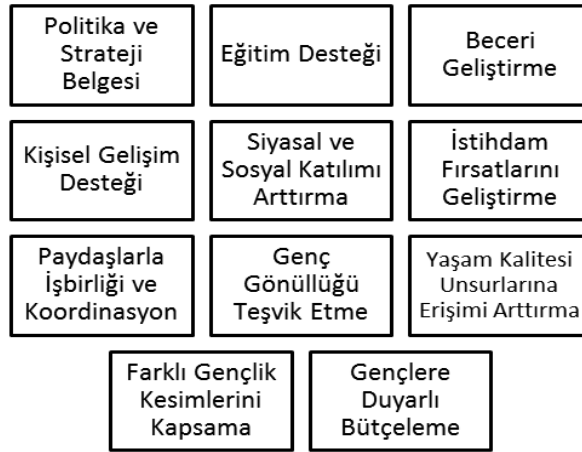 Politika ve
Strateji
Belgesi
Eğitim Desteği
Beceri
Geliştirme
Kişisel Gelişim
Desteği
Siyasal ve
Sosyal Katılımı
Arttırma
İstihdam
Fırsatlarını
Geliştirme
Paydaşlarla
İşbirliği ve
Koordinasyon
Genç
Gönüllüğü
Teşvik Etme
Yaşam Kalitesi
Unsurlarına
Erişimi Arttırma
Farklı Gençlik
Kesimlerini
Kapsama
Gençlere
Duyarlı
Bütçeleme